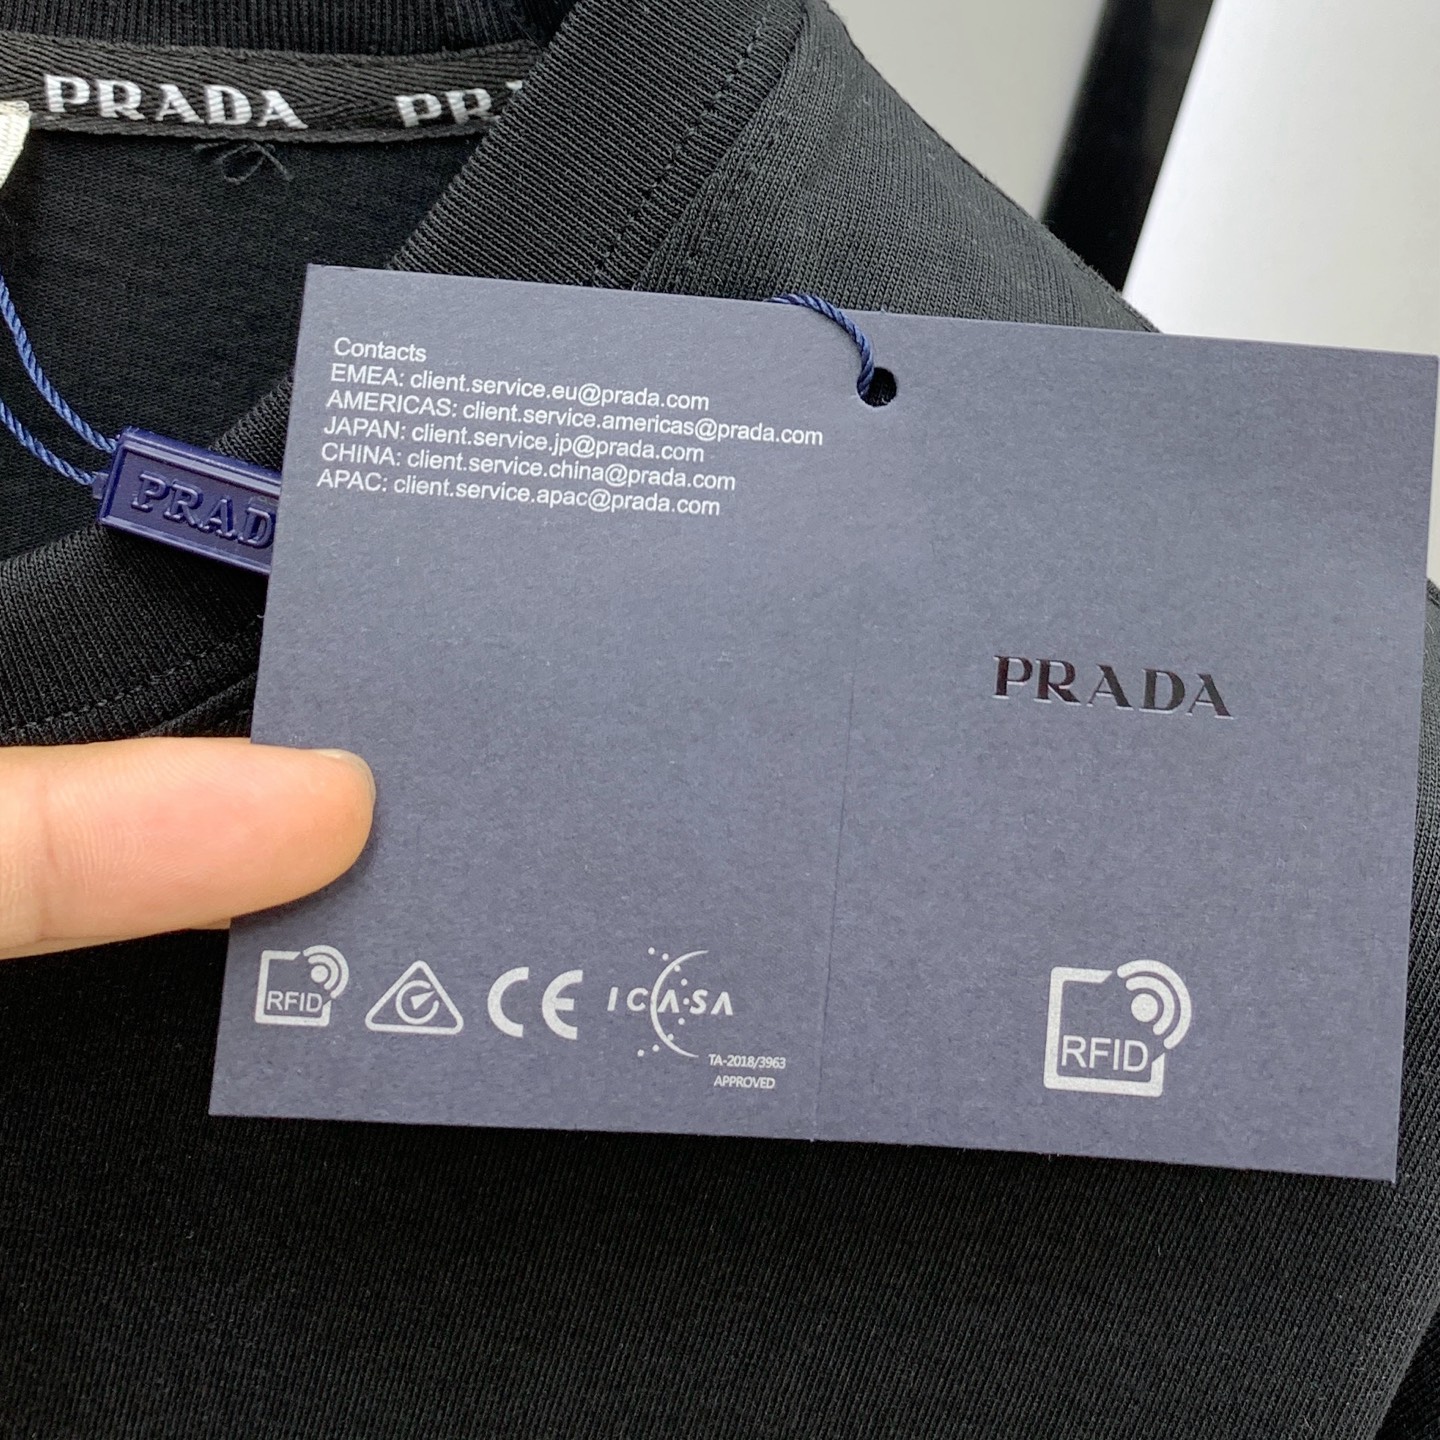 PRADA PR
PRAD
Contacts
EMEA: client.service.eu@prada.com
AMERICAS: client.service.americas@prada.com
JAPAN: client.service.jp@prada.com
CHINA: client.service.china@prada.com
APAC: client.service.apac@prada.com
PRADA
RFID
CE
ICASA
TA-2018/3963
APPROVED
RFID